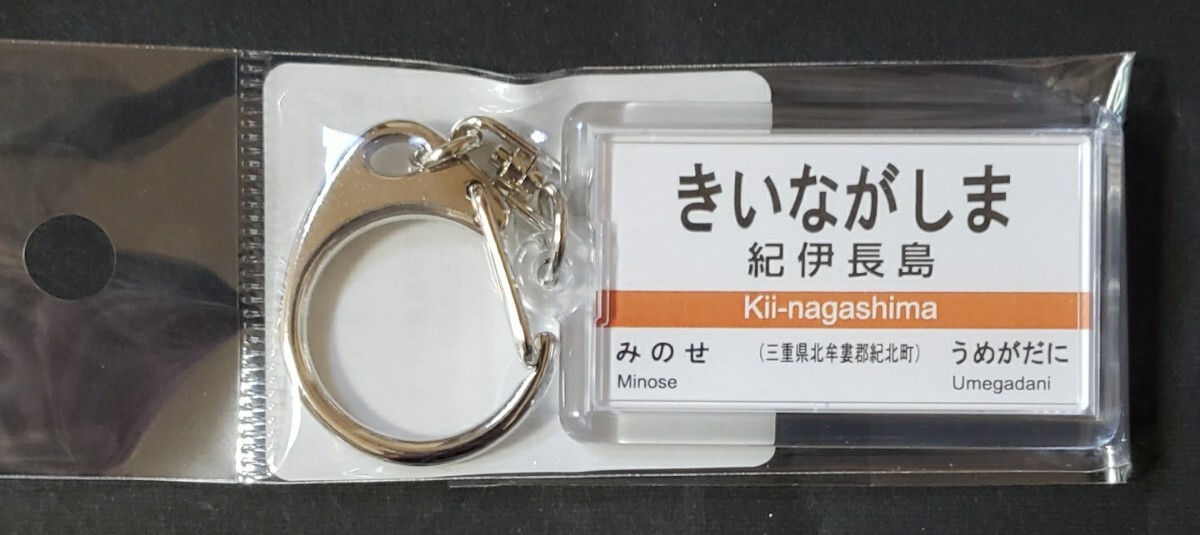 きいながしま
紀伊長島
Kii-nagashima
みのせ (三重県北牟婁郡紀北町) うめがだに
Minose Umegadani